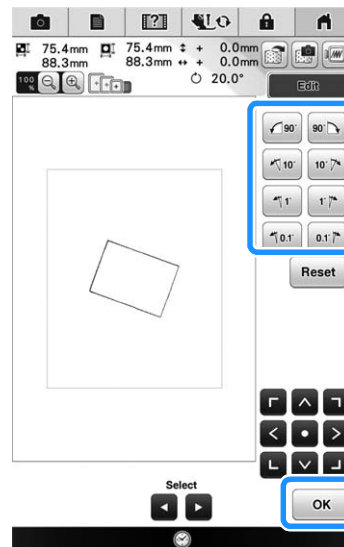 75.4mm 75.4mm + 0.0mm
88.3mm 88.3mm + 0.0mm
100 % 20.0°
Edit
90° 90°
10° 10°
1° 1°
0.1° 0.1°
Reset
Select
OK